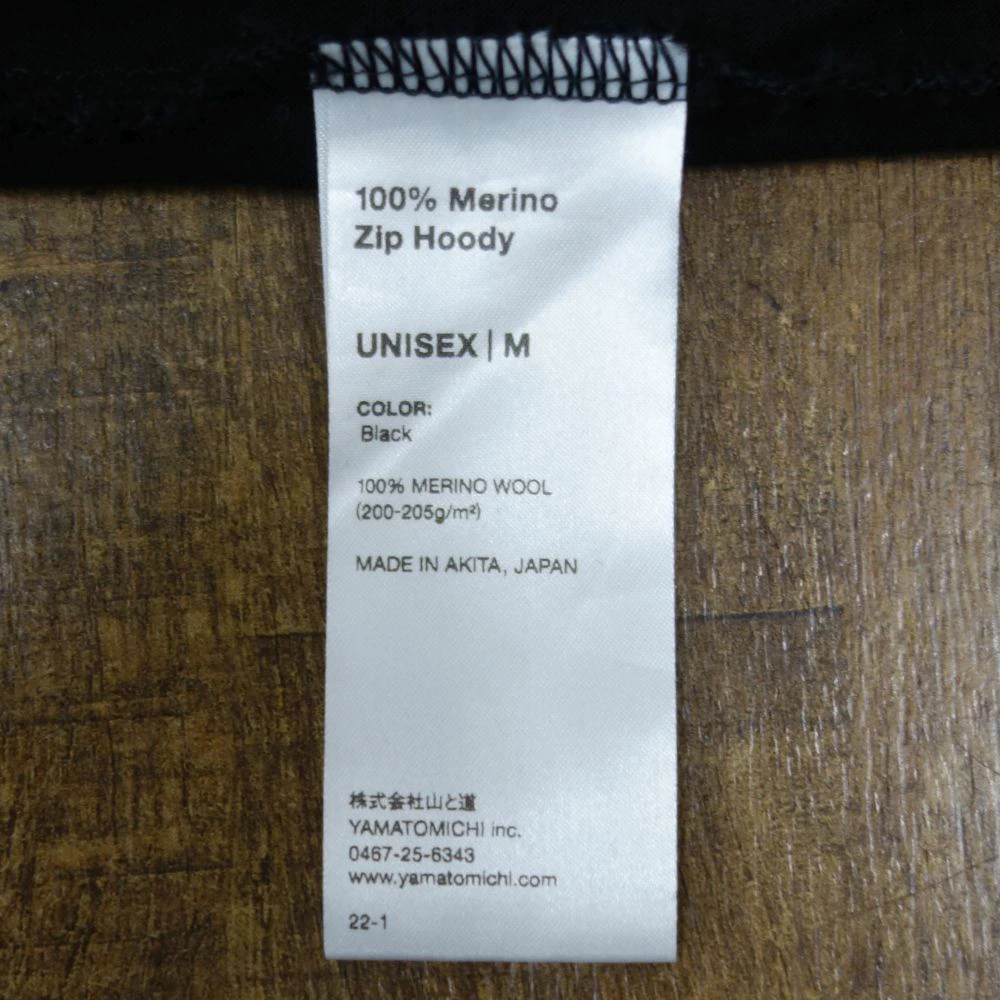 100% Merino
Zip Hoody
UNISEX | M
COLOR:
Black
100% MERINO WOOL
(200-205g/m²)
MADE IN AKITA, JAPAN
株式会社山と道
YAMATOMICHI inc.
0467-25-6343
www.yamatomichi.com
22-1